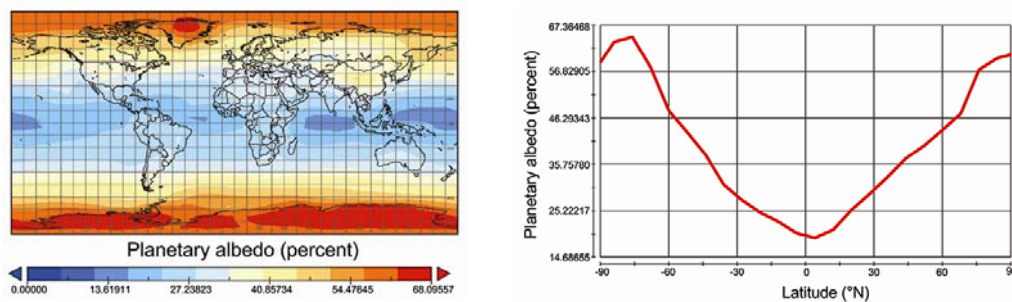 Planetary albedo (percent)
0.00000 13.61911 27.23823 40.85734 54.47645 68.09557
Planetary albedo (percent)
67.36468
56.82905
46.29343
35.75780
25.22217
14.68655
-90 -60 -30 0 30 60 9
Latitude (°N)